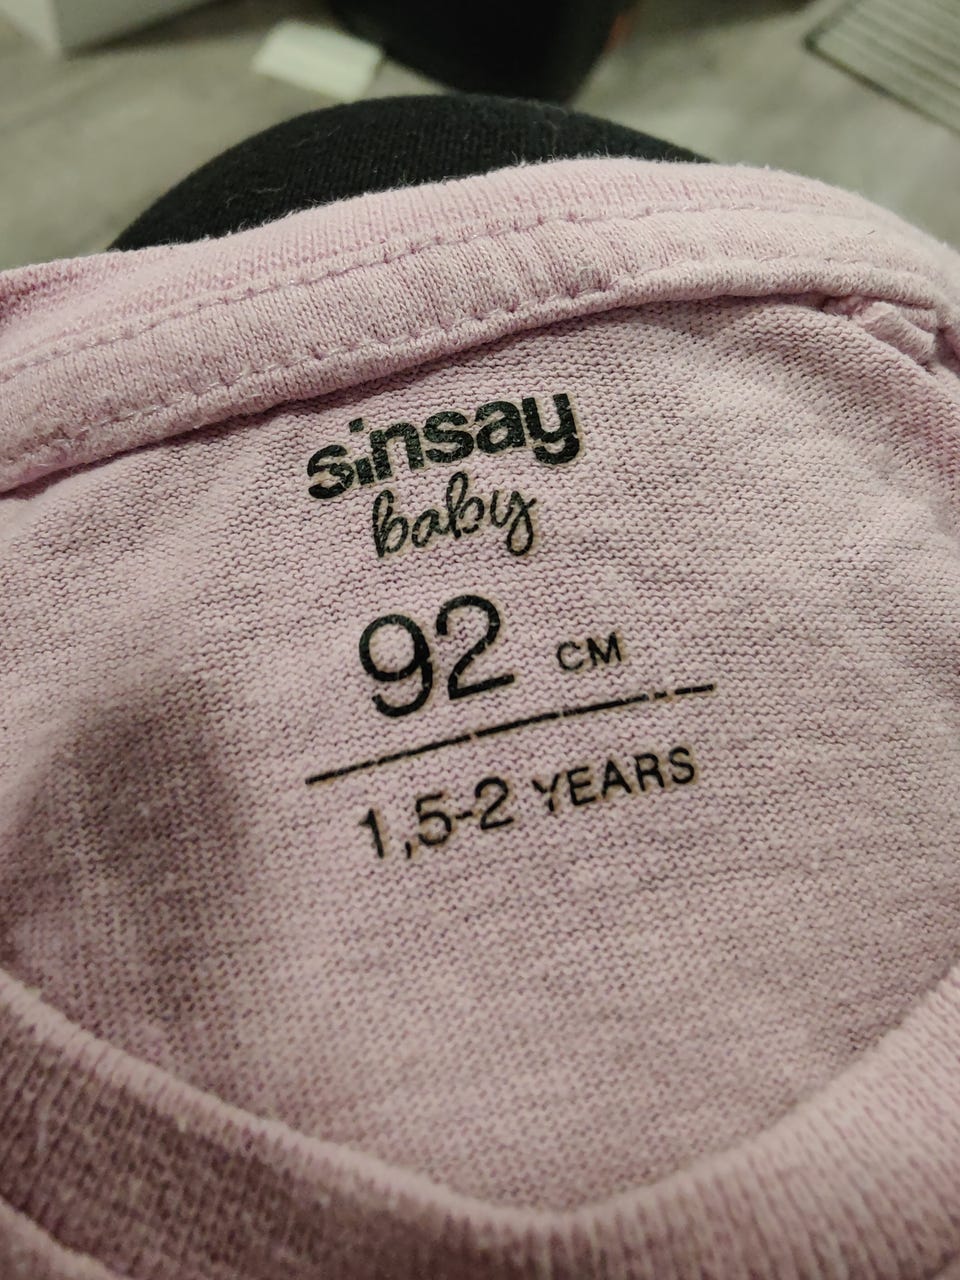 sinsay
baby
92 CM
1,5-2 YEARS